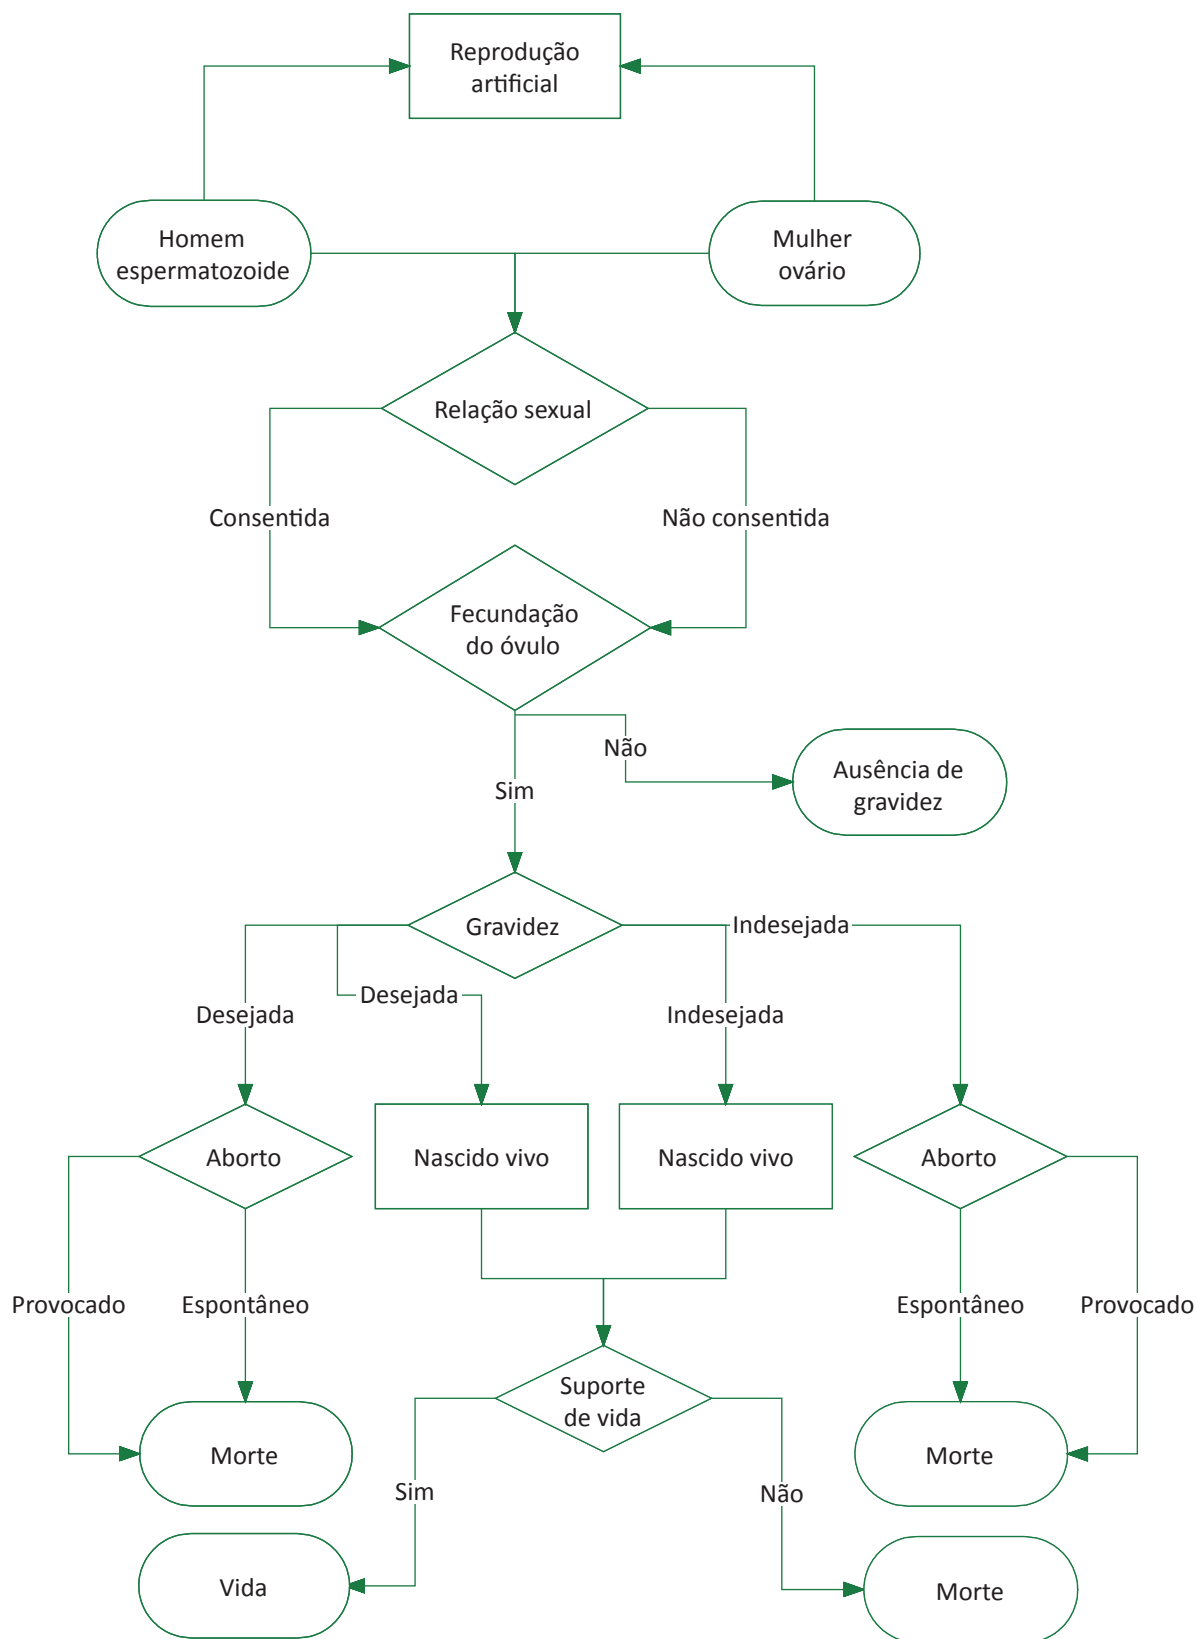 Reprodução
artificial
Homem
espermatozoide
Mulher
ovário
Relação sexual
Consentida
Não consentida
Fecundação
do óvulo
Não
Ausência de
gravidez
Sim
Gravidez
Indesejada
Desejada
Desejada
Indesejada
Aborto
Nascido vivo
Nascido vivo
Aborto
Provocado
Espontâneo
Espontâneo
Provocado
Suporte
de vida
Morte
Morte
Sim
Não
Vida
Morte